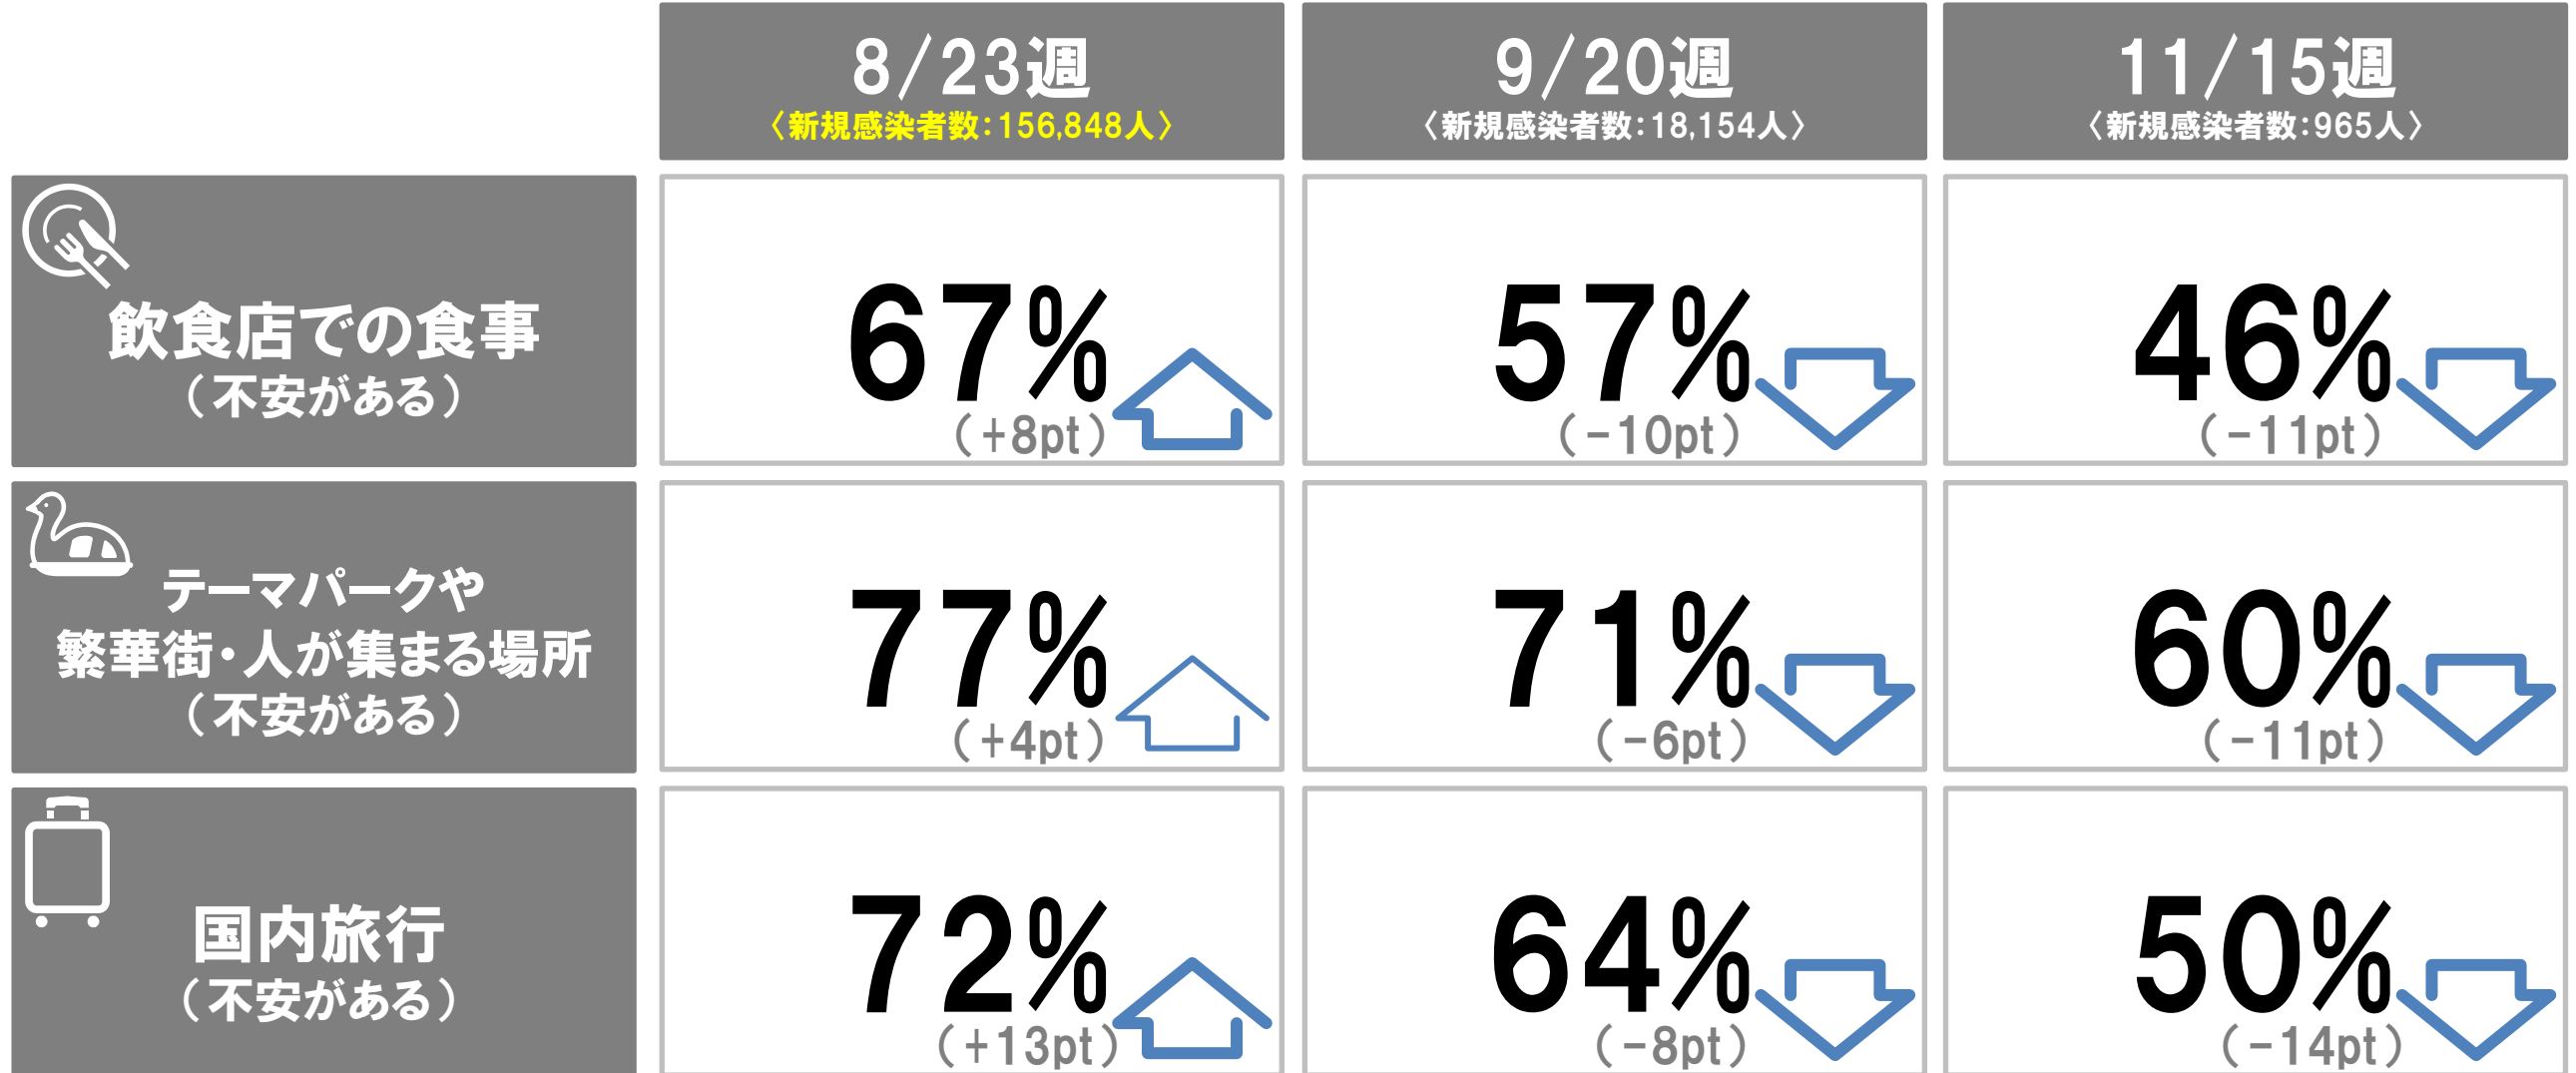 8/23週
〈新規感染者数：156,848人〉
9/20週
〈新規感染者数：18,154人〉
11/15週
〈新規感染者数：965人〉
飲食店での食事
（不安がある）
67%
（+8pt）
57%
（-10pt）
46%
（-11pt）
テーマパークや
繁華街・人が集まる場所
（不安がある）
77%
（+4pt）
71%
（-6pt）
60%
（-11pt）
国内旅行
（不安がある）
72%
（+13pt）
64%
（-8pt）
50%
（-14pt）